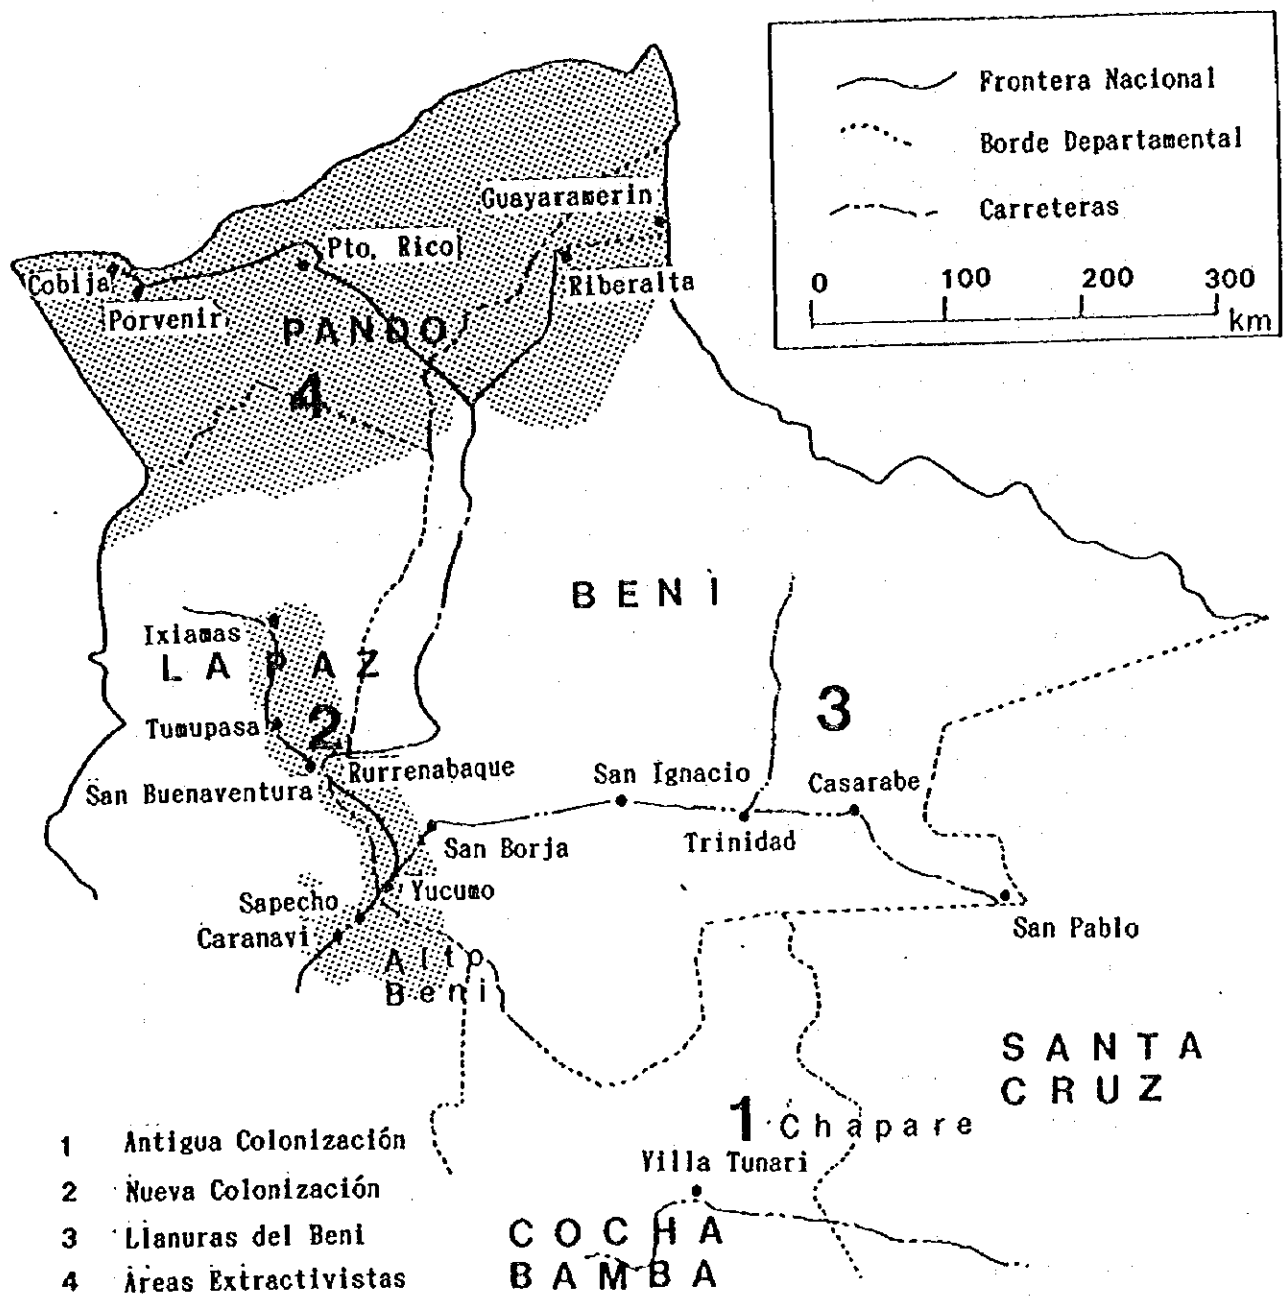 Frontera Nacional
Borde Departamental
Carreteras
0 100 200 300
km
Guayaramerin
Pto. Rico
Cobija
Riberalta
Porvenir
PANDO
4
BENI
Ixiamas
LA PAZ
3
Tumupasa
2
Rurrenabaque
San Ignacio
Casarabe
San Buenaventura
San Borja
Trinidad
Yucumo
Sapecho
Caranavi
San Pablo
Alto
Beni
SANTA
CRUZ
1 Chapare
Villa Tunari
COCHA
BAMBA
1 Antigua Colonización
2 Nueva Colonización
3 Llanuras del Beni
4 Áreas Extractivistas